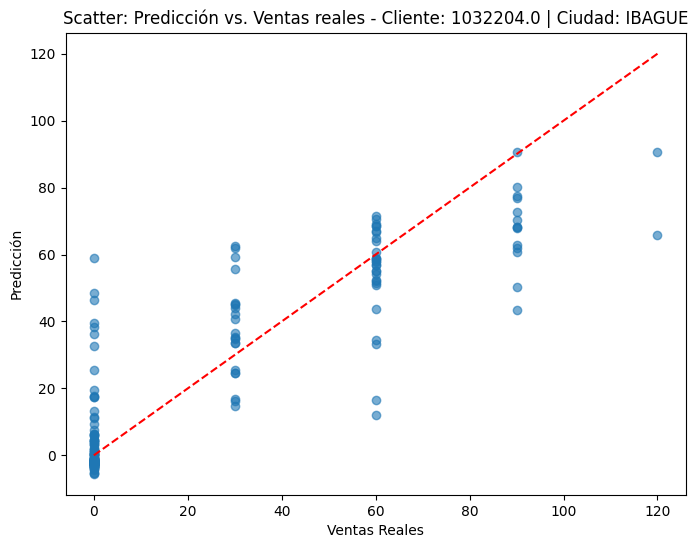 Scatter: Predicción vs. Ventas reales - Cliente: 1032204.0 | Ciudad: IBAGUE
120
100
80
60
40
20
0
Predicción
0 20 40 60 80 100 120
Ventas Reales